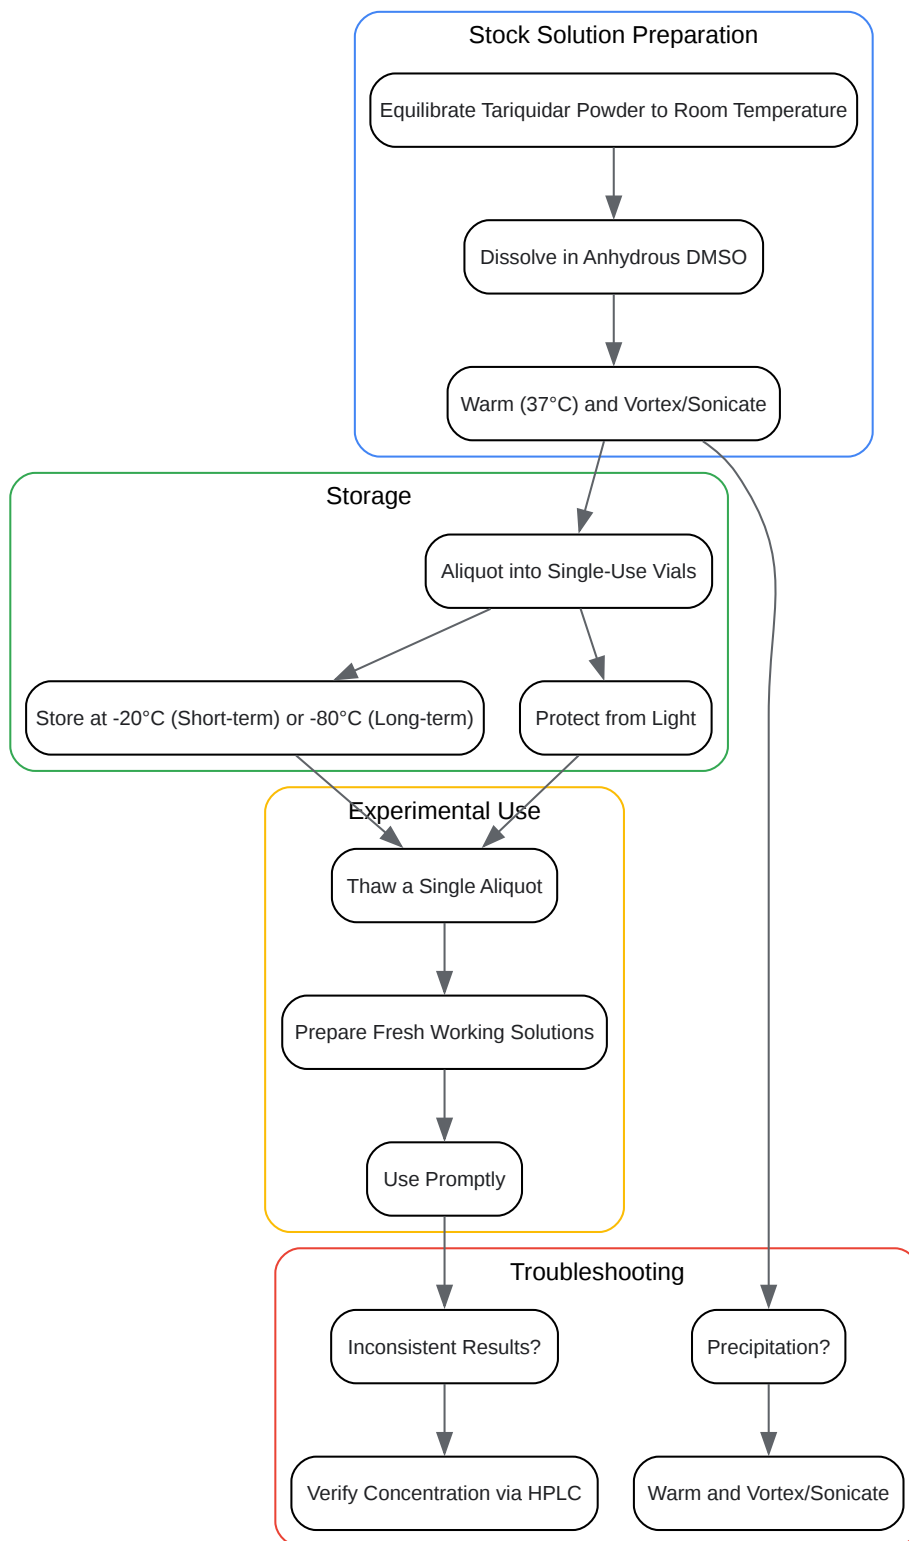 Stock Solution Preparation
Equilibrate Tariquidar Powder to Room Temperature
Dissolve in Anhydrous DMSO
Warm (37°C) and Vortex/Sonicate
Storage
Aliquot into Single-Use Vials
Store at -20°C (Short-term) or -80°C (Long-term)
Protect from Light
Experimental Use
Thaw a Single Aliquot
Prepare Fresh Working Solutions
Use Promptly
Troubleshooting
Inconsistent Results?
Precipitation?
Verify Concentration via HPLC
Warm and Vortex/Sonicate